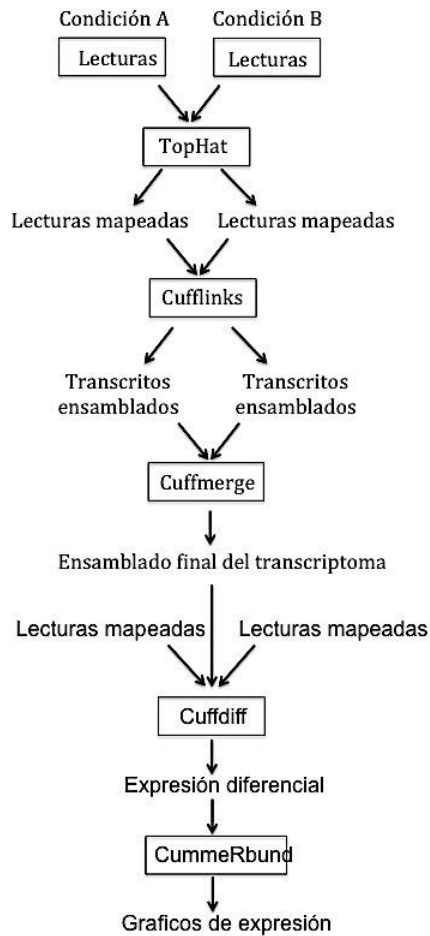 Condición A Condición B
Lecturas Lecturas
TopHat
Lecturas mapeadas Lecturas mapeadas
Cufflinks
Transcritos Transcritos
ensamblados ensamblados
Cuffmerge
Ensamblado final del transcriptoma
Lecturas mapeadas Lecturas mapeadas
Cuffdiff
Expresión diferencial
CummeRbund
Graficos de expresión